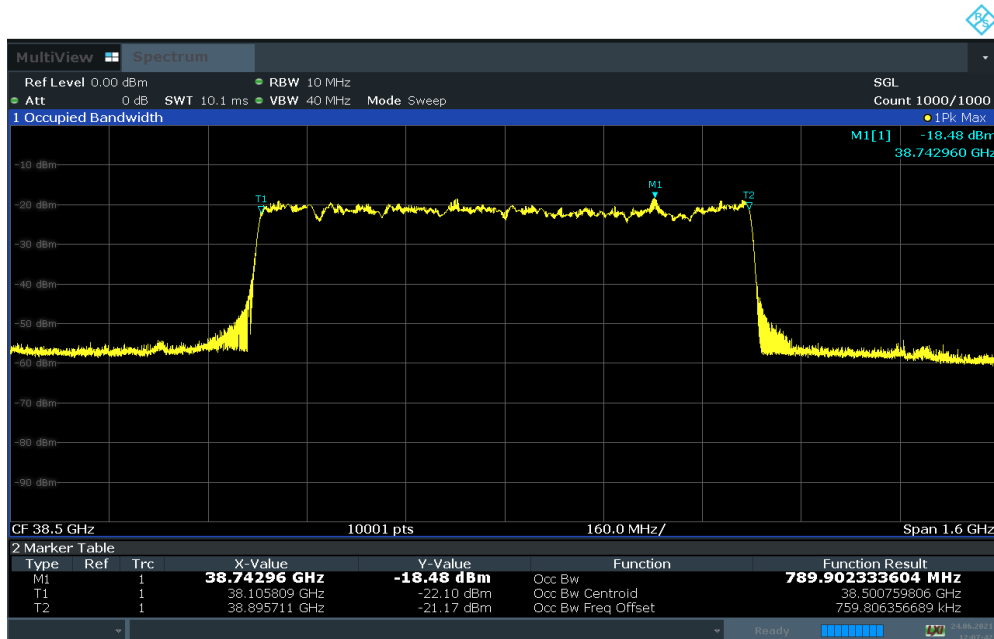 R&S
MultiView Spectrum
Ref Level 0.00 dBm RBW 10 MHz SGL
Att 0 dB SWT 10.1 ms VBW 40 MHz Mode Sweep Count 1000/1000
1 Occupied Bandwidth 1Pk Max
M1[1] -18.48 dBm
38.742960 GHz
-10 dBm
M1
T1 T2
-20 dBm
-30 dBm
-40 dBm
-50 dBm
-60 dBm
-70 dBm
-80 dBm
-90 dBm
CF 38.5 GHz 10001 pts 160.0 MHz/ Span 1.6 GHz
2 Marker Table
Type Ref Trc X-Value Y-Value Function Function Result
M1 1 38.74296 GHz -18.48 dBm Occ Bw 789.902333604 MHz
T1 1 38.105809 GHz -22.10 dBm Occ Bw Centroid 38.500759806 GHz
T2 1 38.895711 GHz -21.17 dBm Occ Bw Freq Offset 759.806356689 kHz
Ready LXI 24.06.2021